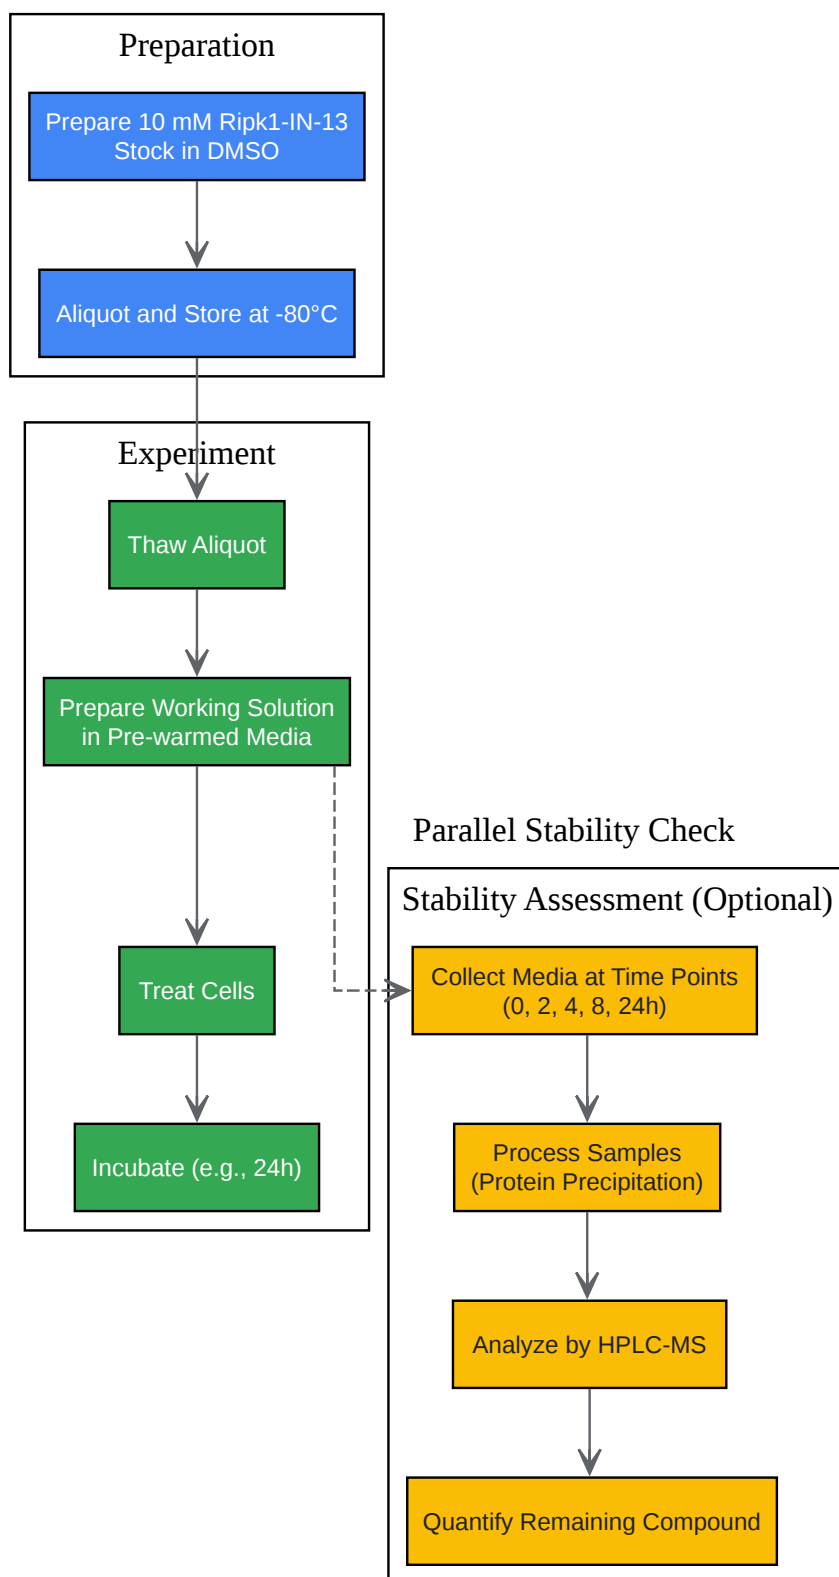 Preparation
Prepare 10 mM Ripk1-IN-13
Stock in DMSO
Aliquot and Store at -80°C
Experiment
Thaw Aliquot
Prepare Working Solution
in Pre-warmed Media
Treat Cells
Incubate (e.g., 24h)
Parallel Stability Check
Stability Assessment (Optional)
Collect Media at Time Points
(0, 2, 4, 8, 24h)
Process Samples
(Protein Precipitation)
Analyze by HPLC-MS
Quantify Remaining Compound